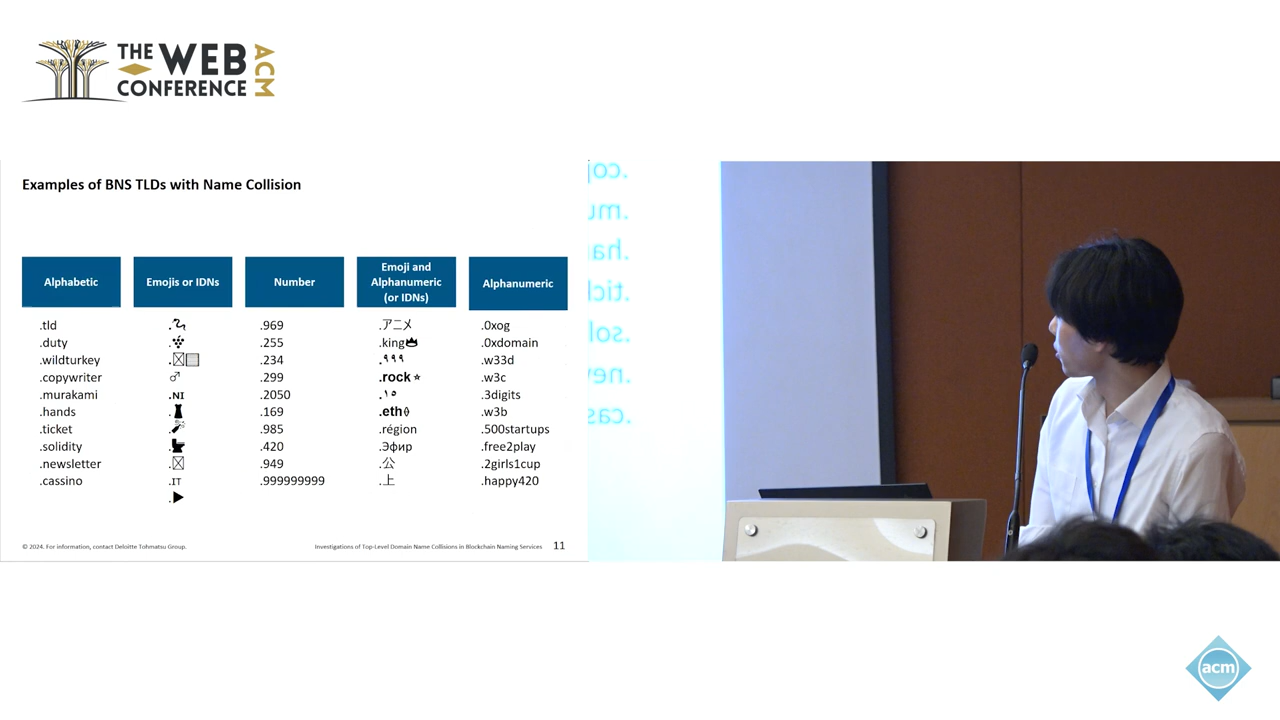 THE WEB
CONFERENCE
ACM
Examples of BNS TLDs with Name Collision
Alphabetic
.tld
.duty
.wildturkey
.copywriter
.murakami
.hands
.ticket
.solidity
.newsletter
.cassino
Emojis or IDNs
.NI
.IT
Number
.969
.255
.234
.299
.2050
.169
.985
.420
.949
.999999999
Emoji and
Alphanumeric
(or IDNs)
.アニメ
.king
.९९९
.rock⭐
.١٥
.eth
.région
.Эфир
.公
.上
Alphanumeric
.0xog
.0xdomain
.w33d
.w3c
.3digits
.w3b
.500startups
.free2play
.2girls1cup
.happy420
© 2024. For information, contact Deloitte Tohmatsu Group.
Investigations of Top-Level Domain Name Collisions in Blockchain Naming Services
11
acm